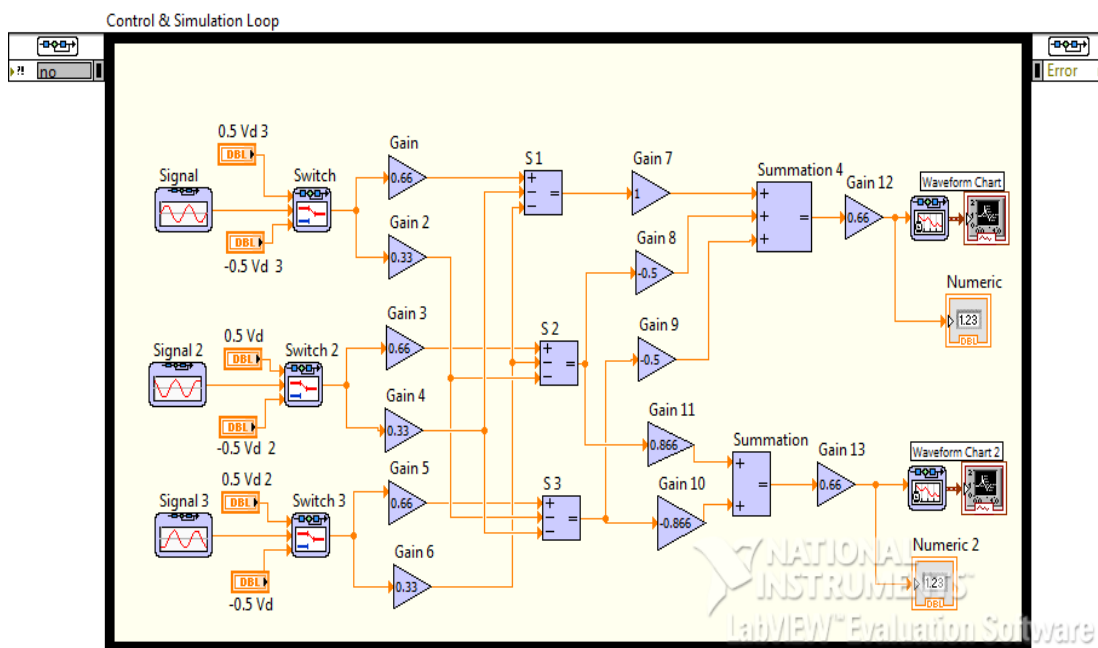 Control & Simulation Loop
?! no
Error
0.5 Vd 3
DBL
Signal
Switch
-0.5 Vd 3
DBL
Gain
0.66
Gain 2
0.33
S 1
+
−
−
=
Gain 7
1
Summation 4
+
+
+
=
Gain 12
0.66
Waveform Chart
Gain 8
-0.5
Numeric
1.23
DBL
Gain 9
-0.5
0.5 Vd
DBL
Signal 2
Switch 2
DBL
-0.5 Vd 2
Gain 3
0.66
Gain 4
0.33
S 2
+
−
−
=
Gain 11
0.866
Gain 10
-0.866
Summation
+
+
=
Gain 13
0.66
Waveform Chart 2
Numeric 2
1.23
DBL
0.5 Vd 2
DBL
Signal 3
Switch 3
DBL
-0.5 Vd
Gain 5
0.66
Gain 6
0.33
S 3
+
−
−
=
NATIONAL
INSTRUMENTS™
LabVIEW™ Evaluation Software